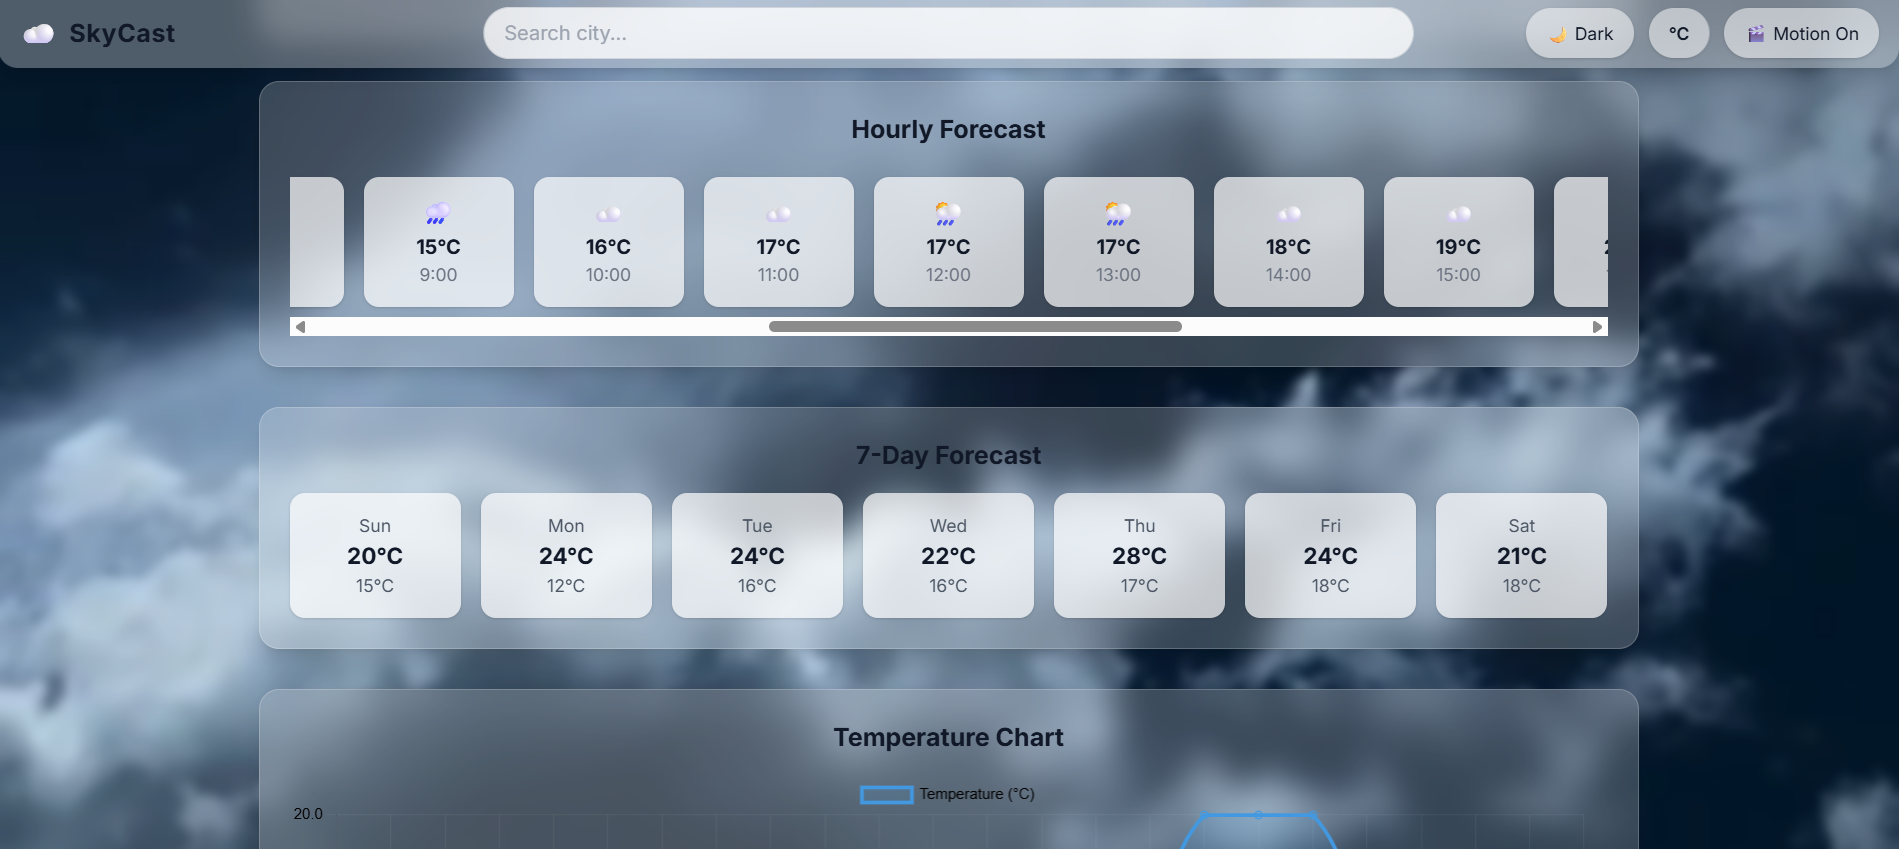 SkyCast
Search city...
Dark
°C
Motion On
Hourly Forecast
15°C
9:00
16°C
10:00
17°C
11:00
17°C
12:00
17°C
13:00
18°C
14:00
19°C
15:00
7-Day Forecast
Sun
20°C
15°C
Mon
24°C
12°C
Tue
24°C
16°C
Wed
22°C
16°C
Thu
28°C
17°C
Fri
24°C
18°C
Sat
21°C
18°C
Temperature Chart
Temperature (°C)
20.0